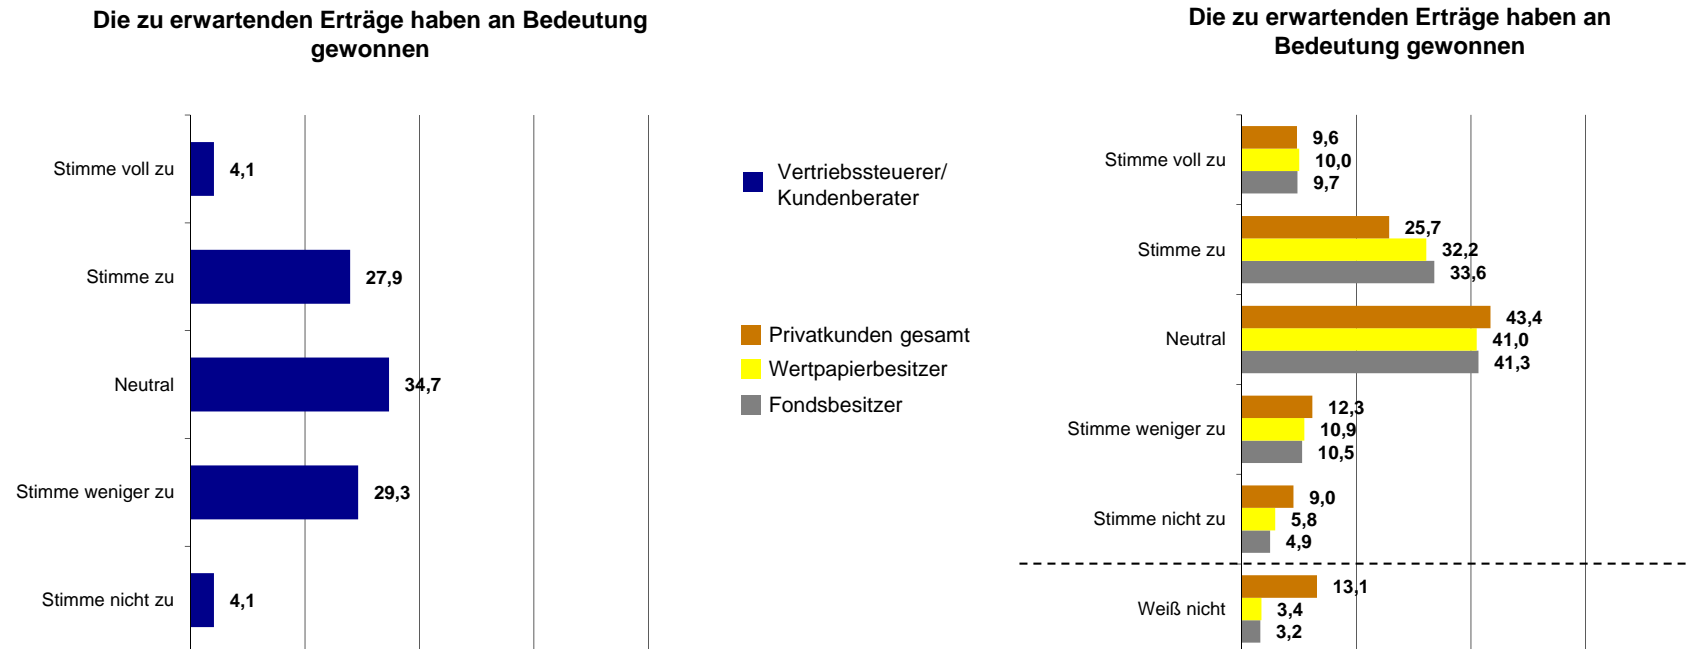 Die zu erwartenden Erträge haben an Bedeutung
gewonnen
Stimme voll zu
4,1
Stimme zu
27,9
Neutral
34,7
Stimme weniger zu
29,3
Stimme nicht zu
4,1
Vertriebssteuerer/
Kundenberater
Privatkunden gesamt
Wertpapierbesitzer
Fondsbesitzer
Die zu erwartenden Erträge haben an
Bedeutung gewonnen
Stimme voll zu
9,6
10,0
9,7
Stimme zu
25,7
32,2
33,6
Neutral
43,4
41,0
41,3
Stimme weniger zu
12,3
10,9
10,5
Stimme nicht zu
9,0
5,8
4,9
Weiß nicht
13,1
3,4
3,2